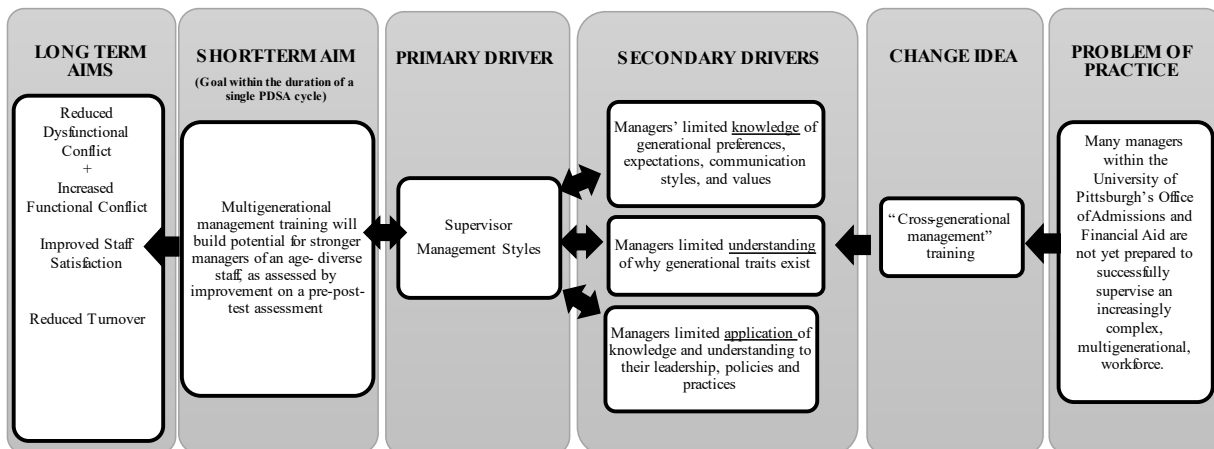 LONG TERM
AIMS
Reduced
Dysfunctional
Conflict
+
Increased
Functional Conflict
Improved Staff
Satisfaction
Reduced Turnover
SHORT-TERM AIM
(Goal within the duration of a
single PDSA cycle)
Multigenerational
management training will
build potential for stronger
managers of an age- diverse
staff, as assessed by
improvement on a pre-post-
test assessment
PRIMARY DRIVER
Supervisor
Management Styles
SECONDARY DRIVERS
Managers' limited knowledge of
generational preferences,
expectations, communication
styles, and values
Managers limited understanding
of why generational traits exist
Managers limited application of
knowledge and understanding to
their leadership, policies and
practices
CHANGE IDEA
"Cross-generational
management"
training
PROBLEM OF
PRACTICE
Many managers
within the
University of
Pittsburgh's Office
of Admissions and
Financial Aid are
not yet prepared to
successfully
supervise an
increasingly
complex,
multigenerational,
workforce.